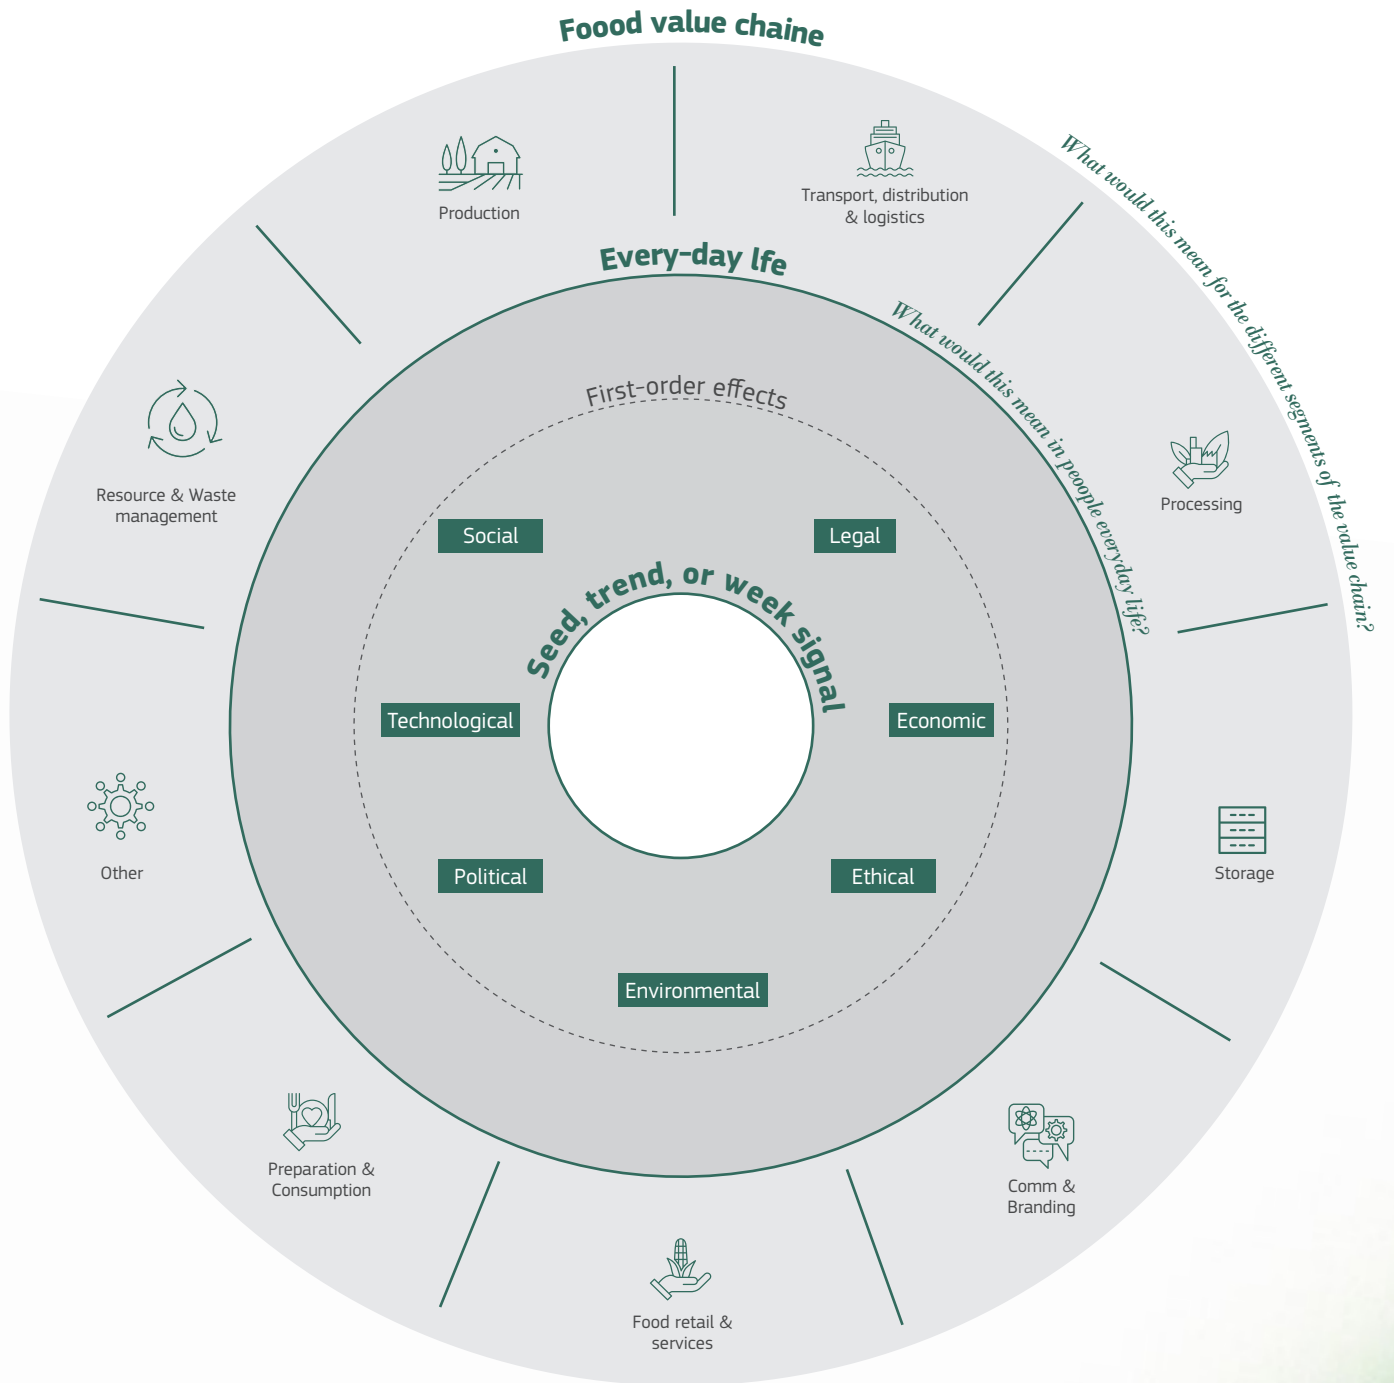 Foood value chaine
What would this mean for the different segments of the value chain?
Production
Transport, distribution
& logistics
Every-day lfe
What would this mean in peoople everyday life?
First-order effects
Resource & Waste
management
Processing
Social
Legal
Seed, trend, or week signal
Technological
Economic
Other
Storage
Political
Ethical
Environmental
Preparation &
Consumption
Comm &
Branding
Food retail &
services